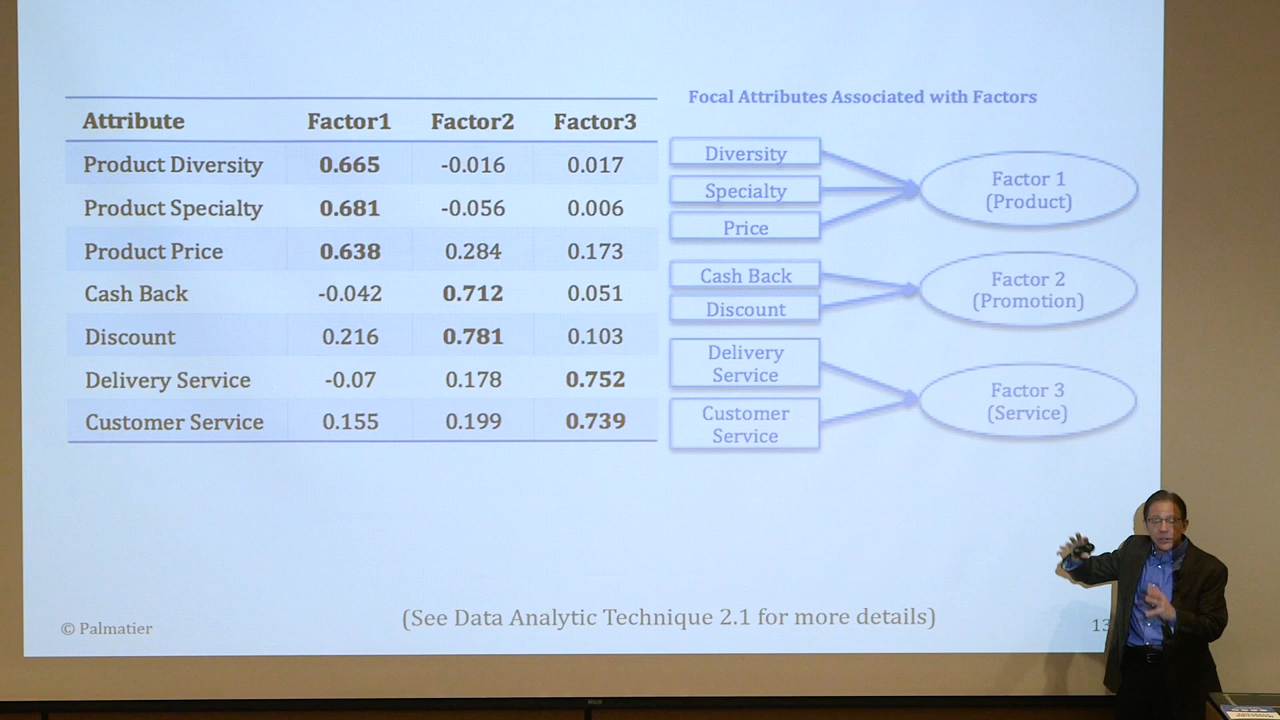 Attribute Factor1 Factor2 Factor3
Product Diversity 0.665 -0.016 0.017
Product Specialty 0.681 -0.056 0.006
Product Price 0.638 0.284 0.173
Cash Back -0.042 0.712 0.051
Discount 0.216 0.781 0.103
Delivery Service -0.07 0.178 0.752
Customer Service 0.155 0.199 0.739
Focal Attributes Associated with Factors
Diversity
Specialty
Price
Factor 1
(Product)
Cash Back
Discount
Factor 2
(Promotion)
Delivery
Service
Customer
Service
Factor 3
(Service)
(See Data Analytic Technique 2.1 for more details)
© Palmatier
13